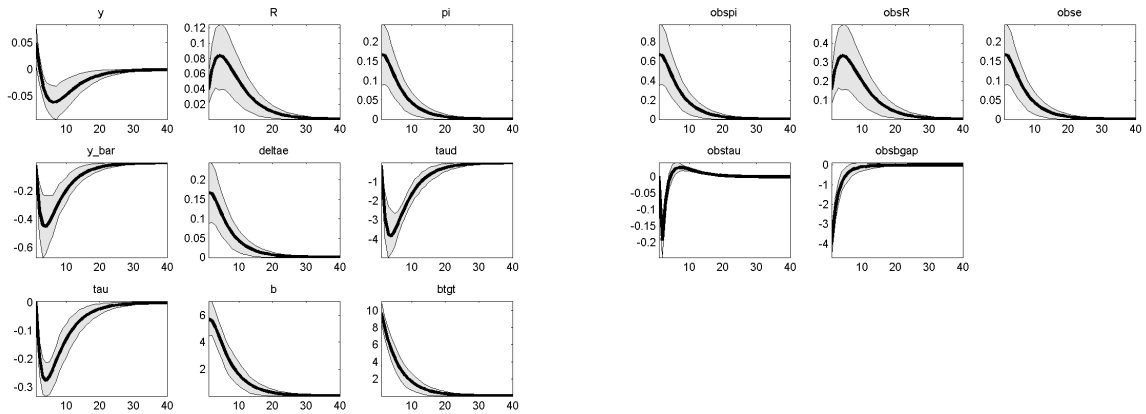 y R pi obspi obsR obse
0.05 0 -0.05
0.12 0.1 0.08 0.06 0.04 0.02
0.2 0.15 0.1 0.05 0
0.8 0.6 0.4 0.2 0
0.4 0.3 0.2 0.1
0.2 0.15 0.1 0.05 0
10 20 30 40 10 20 30 40 10 20 30 40 10 20 30 40 10 20 30 40 10 20 30 40
y_bar deltae taud obstau obsbgap
-0.2 -0.4 -0.6
0.2 0.15 0.1 0.05 0
-1 -2 -3 -4
0 -0.05 -0.1 -0.15 -0.2
0 -1 -2 -3 -4
10 20 30 40 10 20 30 40 10 20 30 40 10 20 30 40 10 20 30 40
tau b btgt
0 -0.1 -0.2 -0.3
6 4 2
10 8 6 4 2
10 20 30 40 10 20 30 40 10 20 30 40